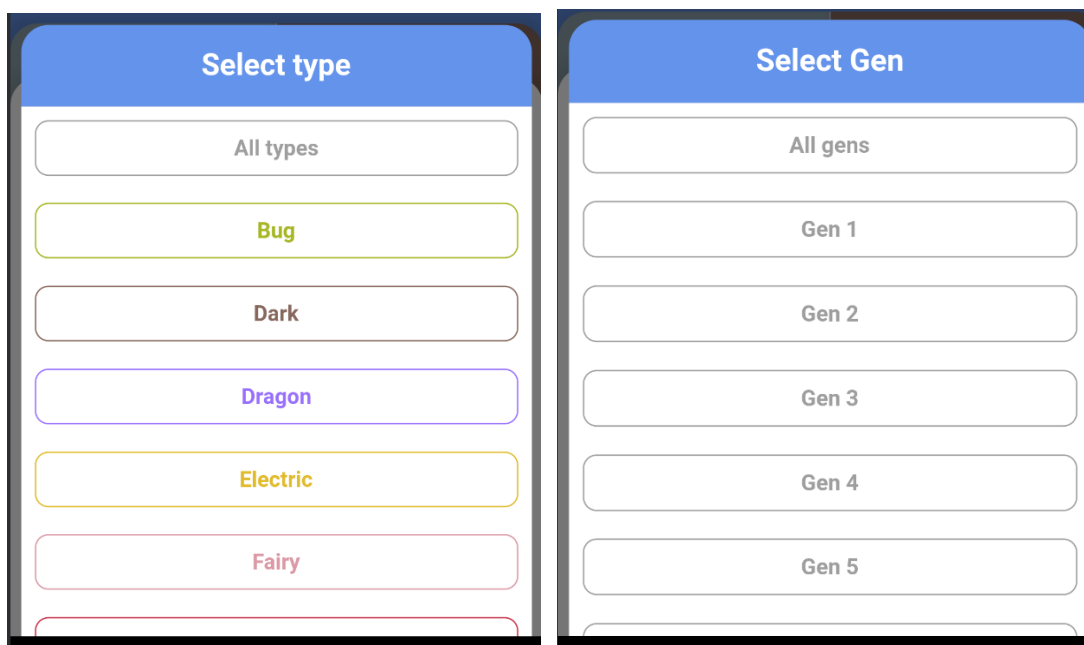 Select type
All types
Bug
Dark
Dragon
Electric
Fairy
Select Gen
All gens
Gen 1
Gen 2
Gen 3
Gen 4
Gen 5